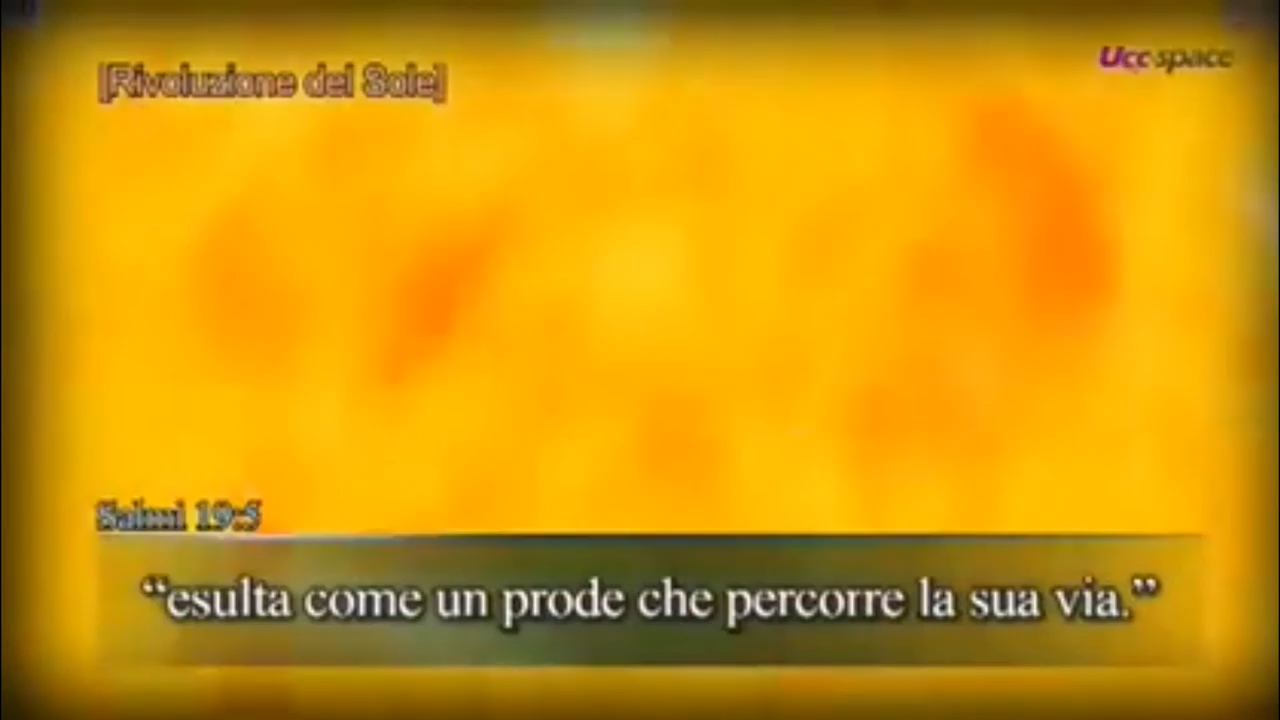 [Rivoluzione del Sole]
Ucc space
Salmi 19:5
“esulta come un prode che percorre la sua via.”